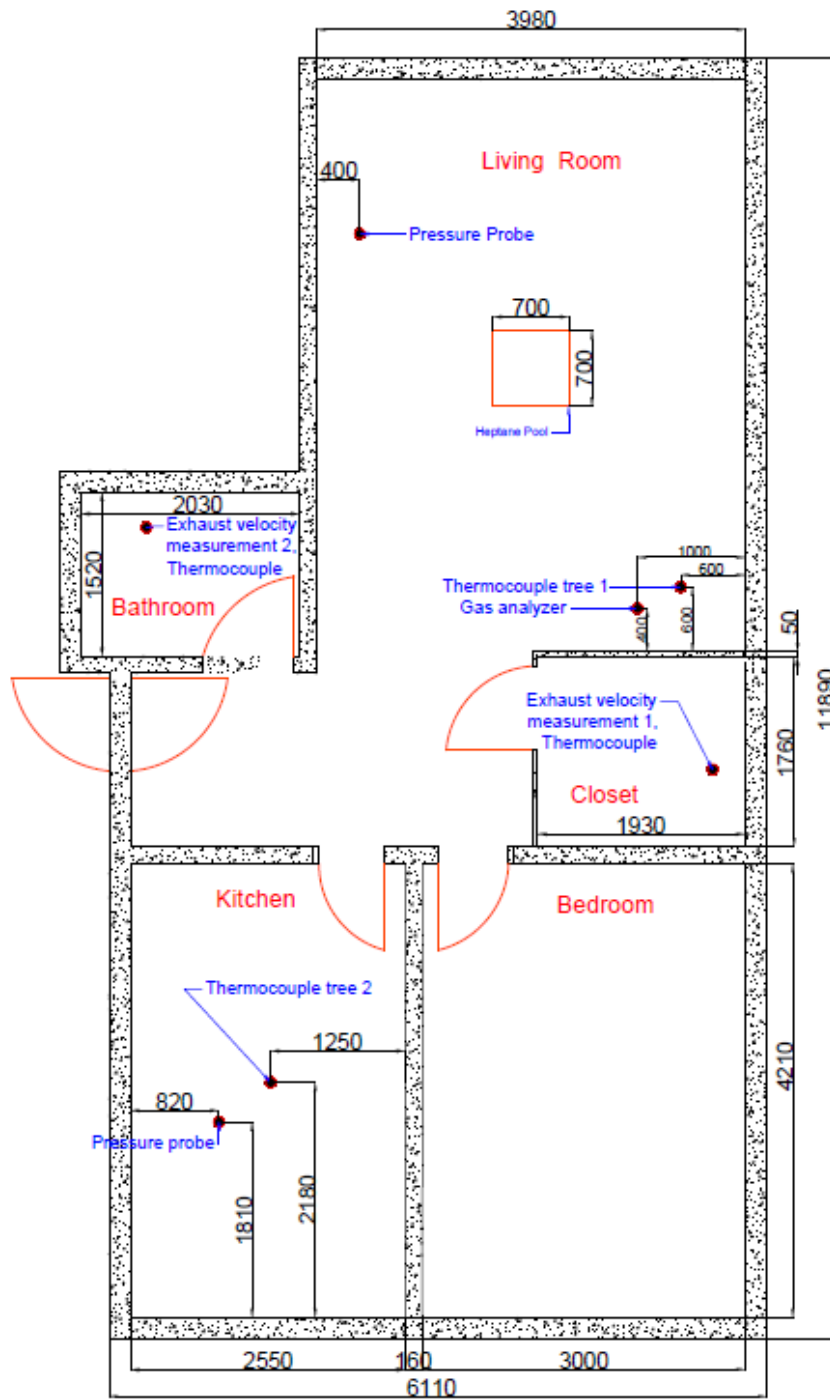 3980
Living Room
400
Pressure Probe
700
700
Heptane Pool
2030
Exhaust velocity
measurement 2,
Thermocouple
1520
Bathroom
1000
600
Thermocouple tree 1
Gas analyzer
400
600
50
11890
Exhaust velocity
measurement 1,
Thermocouple
1760
Closet
1930
Kitchen
Bedroom
Thermocouple tree 2
1250
820
Pressure probe
1810
2180
4210
2550
160
3000
6110